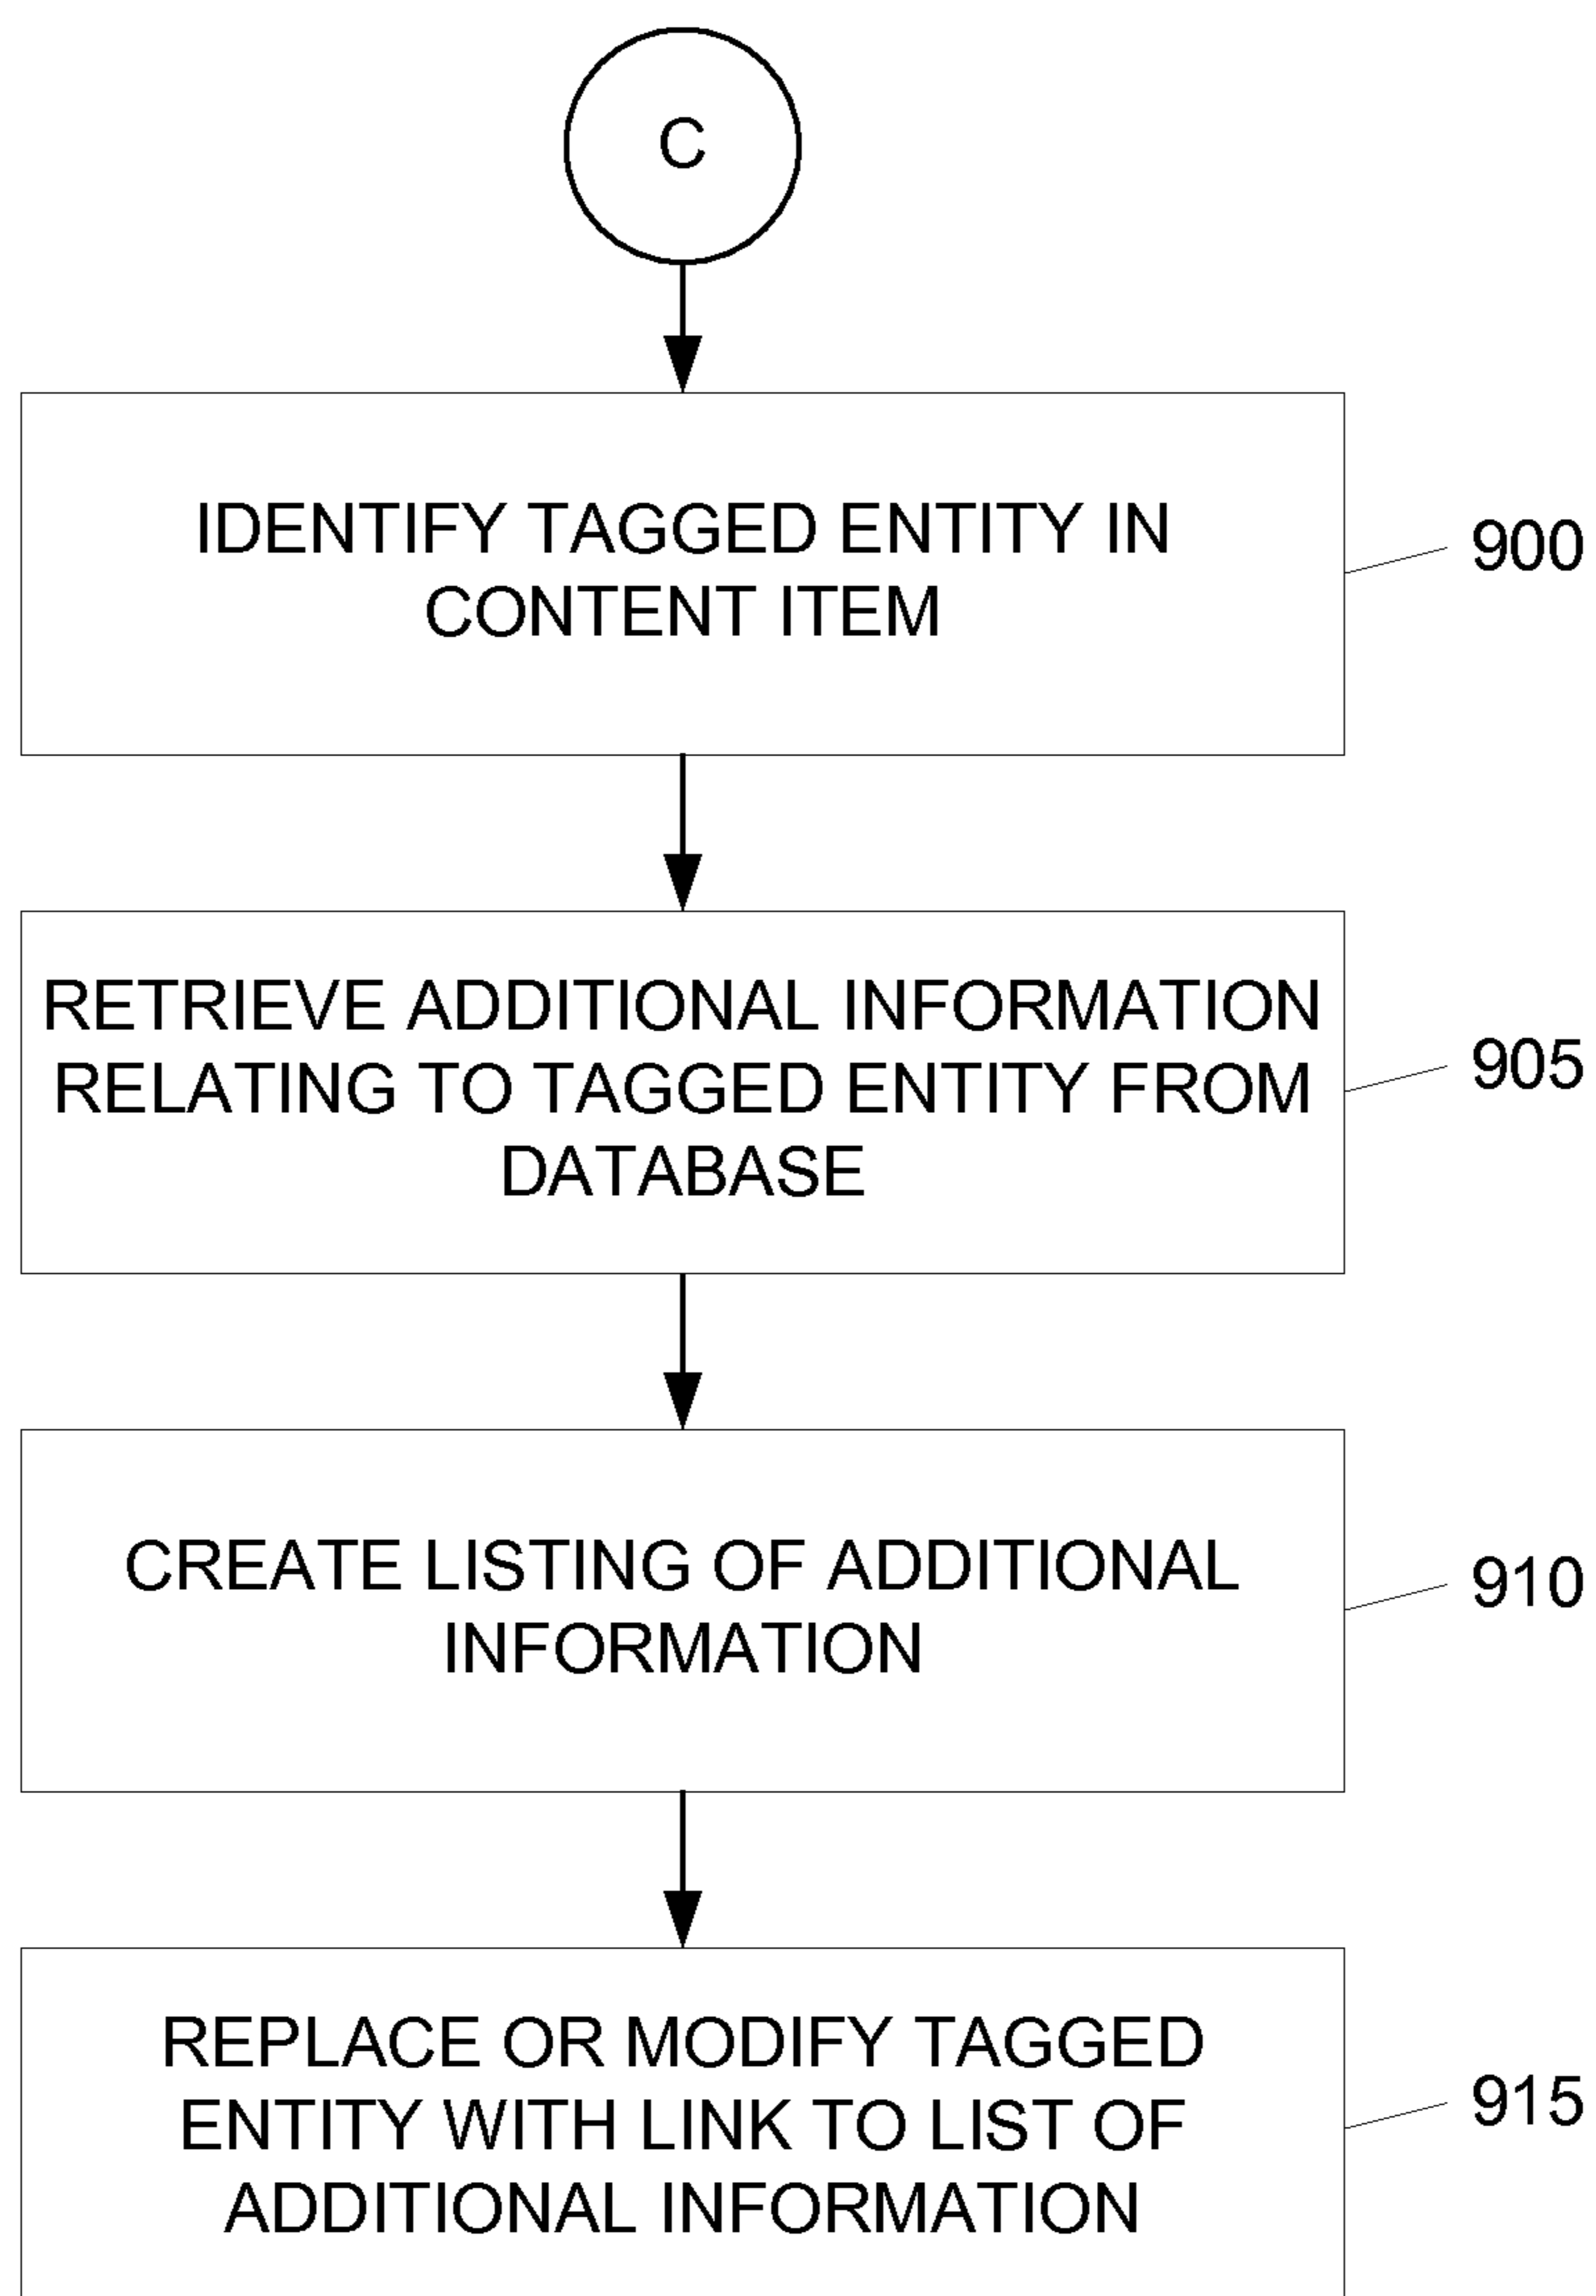 C
IDENTIFY TAGGED ENTITY IN
CONTENT ITEM
900
RETRIEVE ADDITIONAL INFORMATION
RELATING TO TAGGED ENTITY FROM
DATABASE
905
CREATE LISTING OF ADDITIONAL
INFORMATION
910
REPLACE OR MODIFY TAGGED
ENTITY WITH LINK TO LIST OF
ADDITIONAL INFORMATION
915